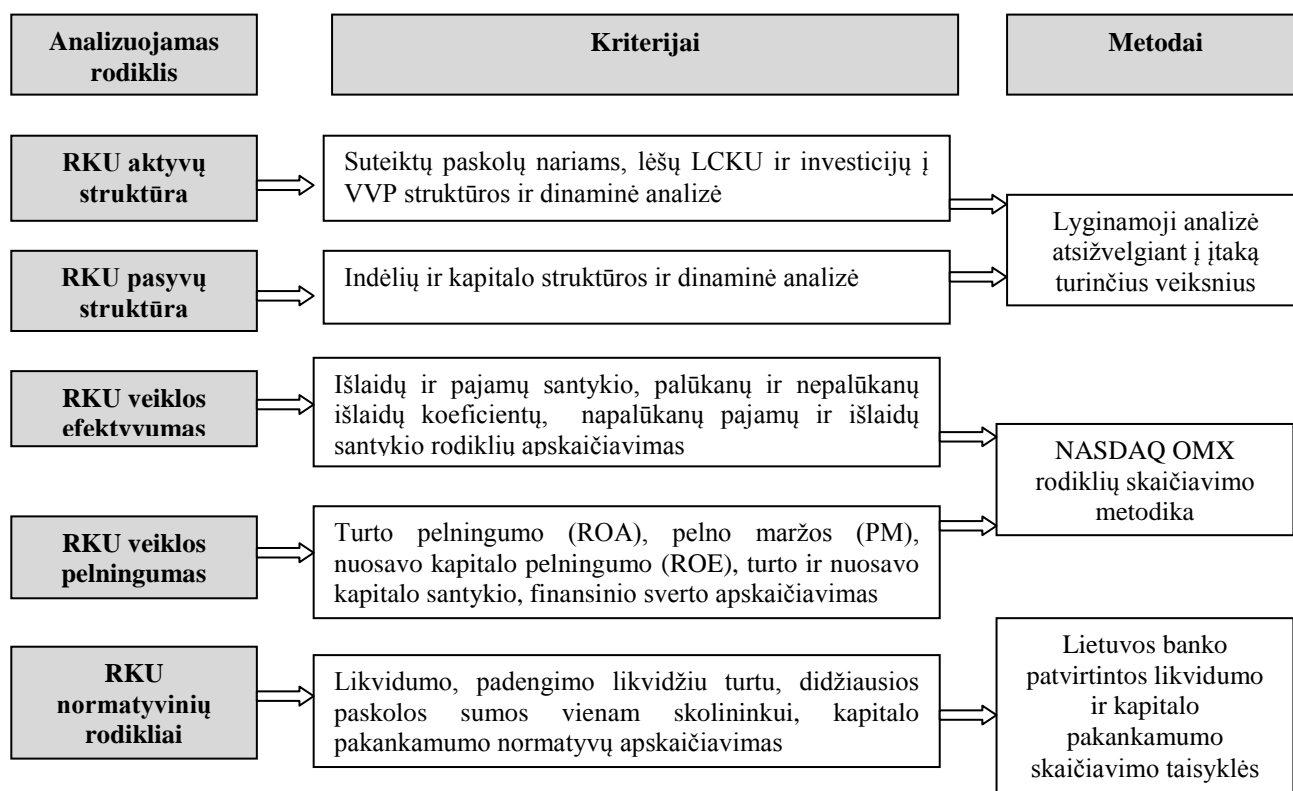 Analizuojamas
rodiklis
Kriterijai
Metodai
RKU aktyvų
struktūra
Suteiktų paskolų nariams, lėšų LCKU ir investicijų į
VVP struktūros ir dinaminė analizė
RKU pasyvų
struktūra
Indėlių ir kapitalo struktūros ir dinaminė analizė
Lyginamoji analizė
atsižvelgiant į įtaką
turinčius veiksnius
RKU veiklos
efektyvumas
Išlaidų ir pajamų santykio, palūkanų ir nepalūkanų
išlaidų koeficientų, napalūkanų pajamų ir išlaidų
santykio rodiklių apskaičiavimas
RKU veiklos
pelningumas
Turto pelningumo (ROA), pelno maržos (PM),
nuosavo kapitalo pelningumo (ROE), turto ir nuosavo
kapitalo santykio, finansinio sverto apskaičiavimas
NASDAQ OMX
rodiklių skaičiavimo
metodika
RKU
normatyvinių
rodikliai
Likvidumo, padengimo likvidžiu turtu, didžiausios
paskolos sumos vienam skolininkui, kapitalo
pakankamumo normatyvų apskaičiavimas
Lietuvos banko
patvirtintos likvidumo
ir kapitalo
pakankamumo
skaičiavimo taisyklės